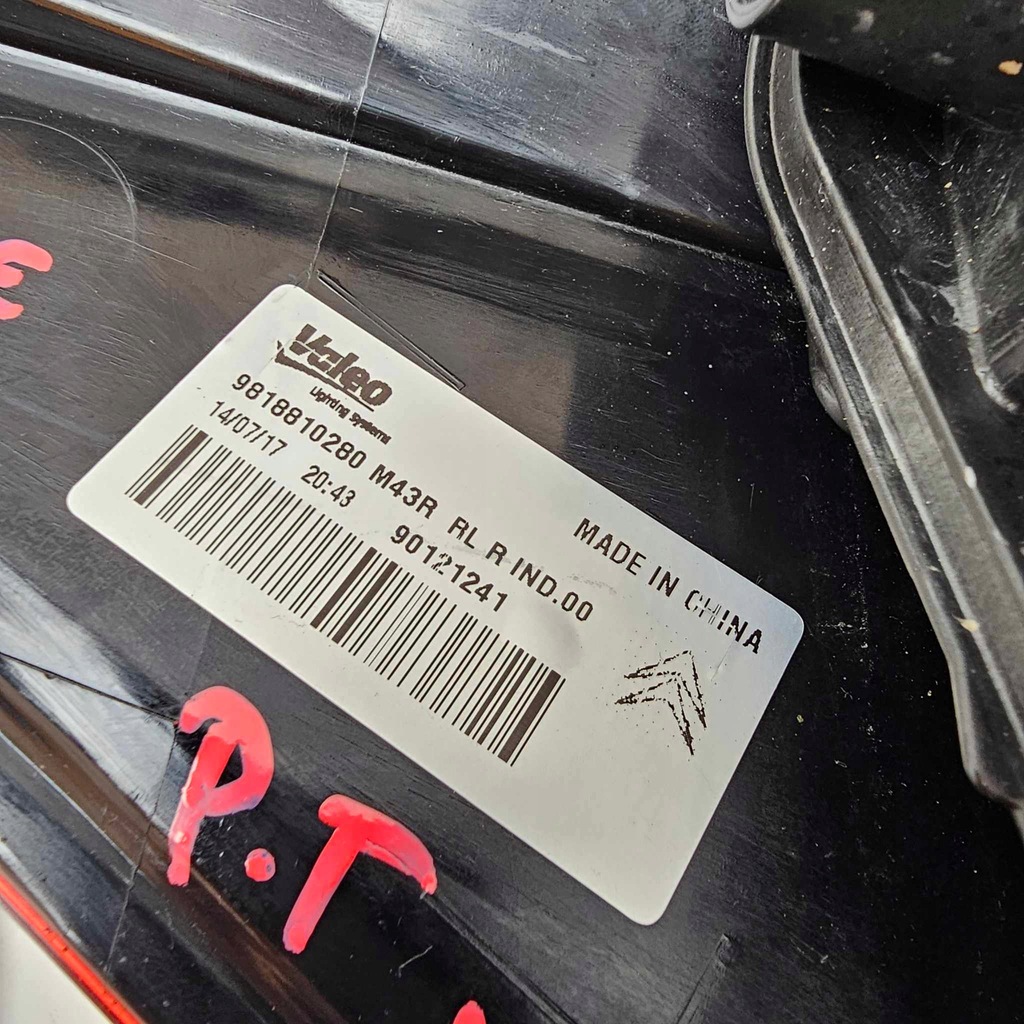 E
Valeo
Lighting Systems
9818810280 M43R RL R IND.00
14/07/17 20:43 90121241
MADE IN CHINA
P.T